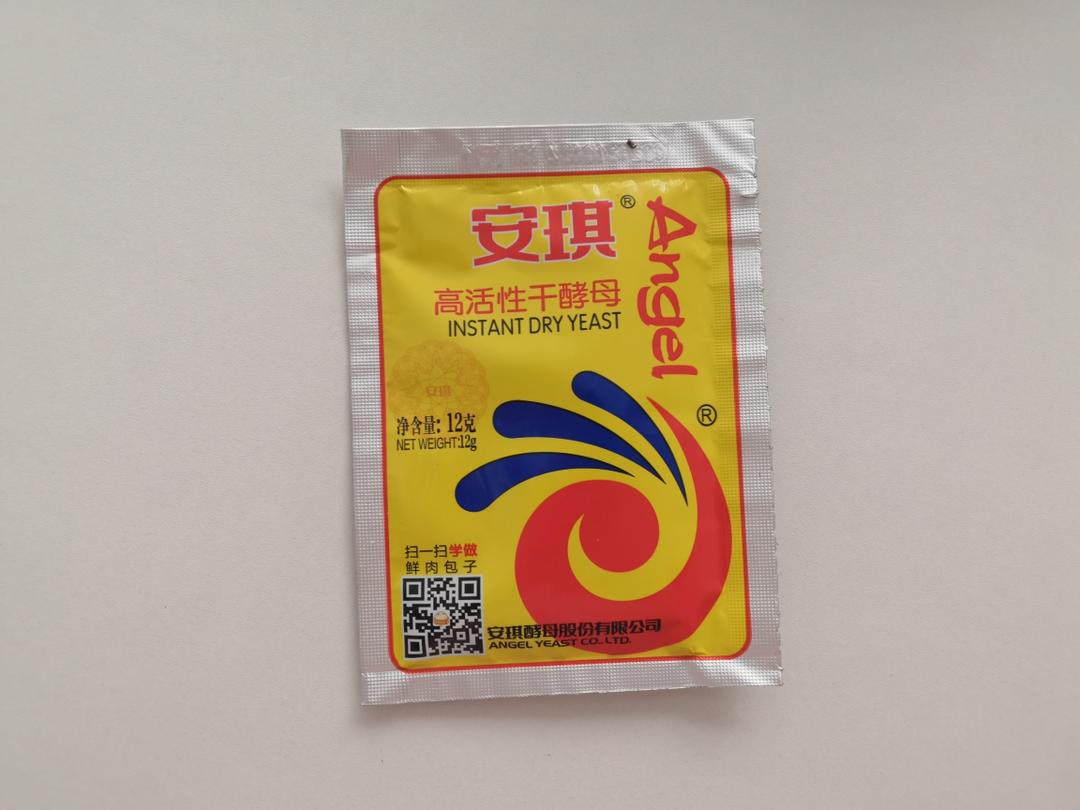 安琪®
Angel®
高活性干酵母
INSTANT DRY YEAST
安琪
净含量: 12克
NET WEIGHT:12g
扫一扫学做
鲜肉包子
安琪酵母股份有限公司
ANGEL YEAST CO., LTD.